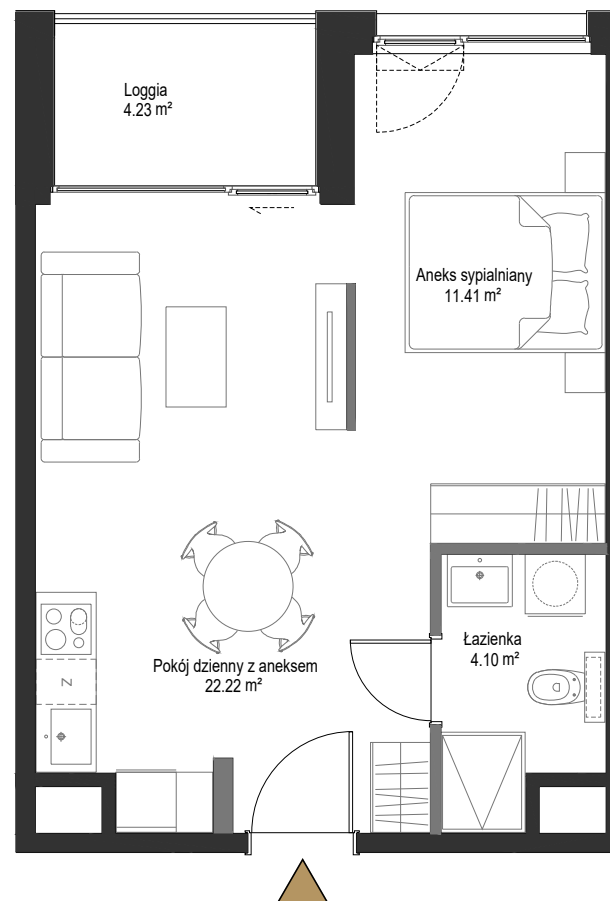 Loggia
4.23 m²
Aneks sypialniany
11.41 m²
Łazienka
4.10 m²
Pokój dzienny z aneksem
22.22 m²
Z